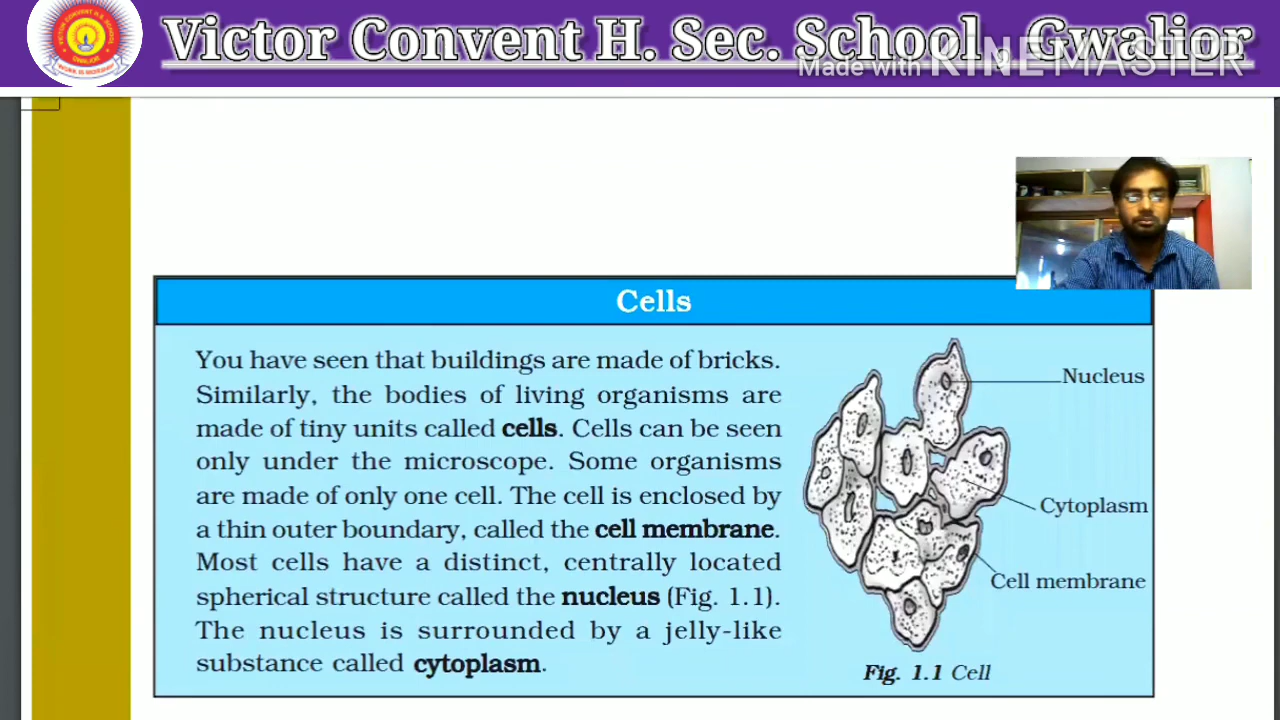 Victor Convent H. Sec. School, Gwalior
Made with KINEMASTER
Cells
You have seen that buildings are made of bricks.
Similarly, the bodies of living organisms are
made of tiny units called cells. Cells can be seen
only under the microscope. Some organisms
are made of only one cell. The cell is enclosed by
a thin outer boundary, called the cell membrane.
Most cells have a distinct, centrally located
spherical structure called the nucleus (Fig. 1.1).
The nucleus is surrounded by a jelly-like
substance called cytoplasm.
Nucleus
Cytoplasm
Cell membrane
Fig. 1.1 Cell